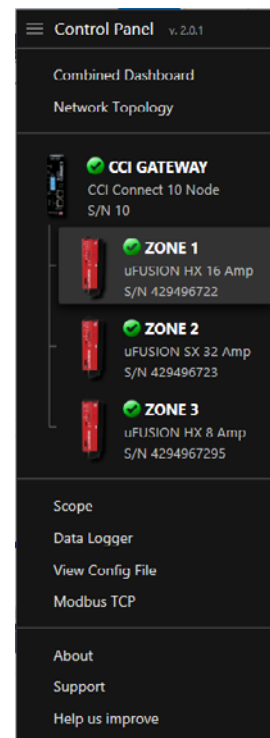 Control Panel v. 2.0.1
Combined Dashboard
Network Topology
CCI GATEWAY
CCI Connect 10 Node
S/N 10
ZONE 1
uFUSION HX 16 Amp
S/N 429496722
ZONE 2
uFUSION SX 32 Amp
S/N 429496723
ZONE 3
uFUSION HX 8 Amp
S/N 4294967295
Scope
Data Logger
View Config File
Modbus TCP
About
Support
Help us improve